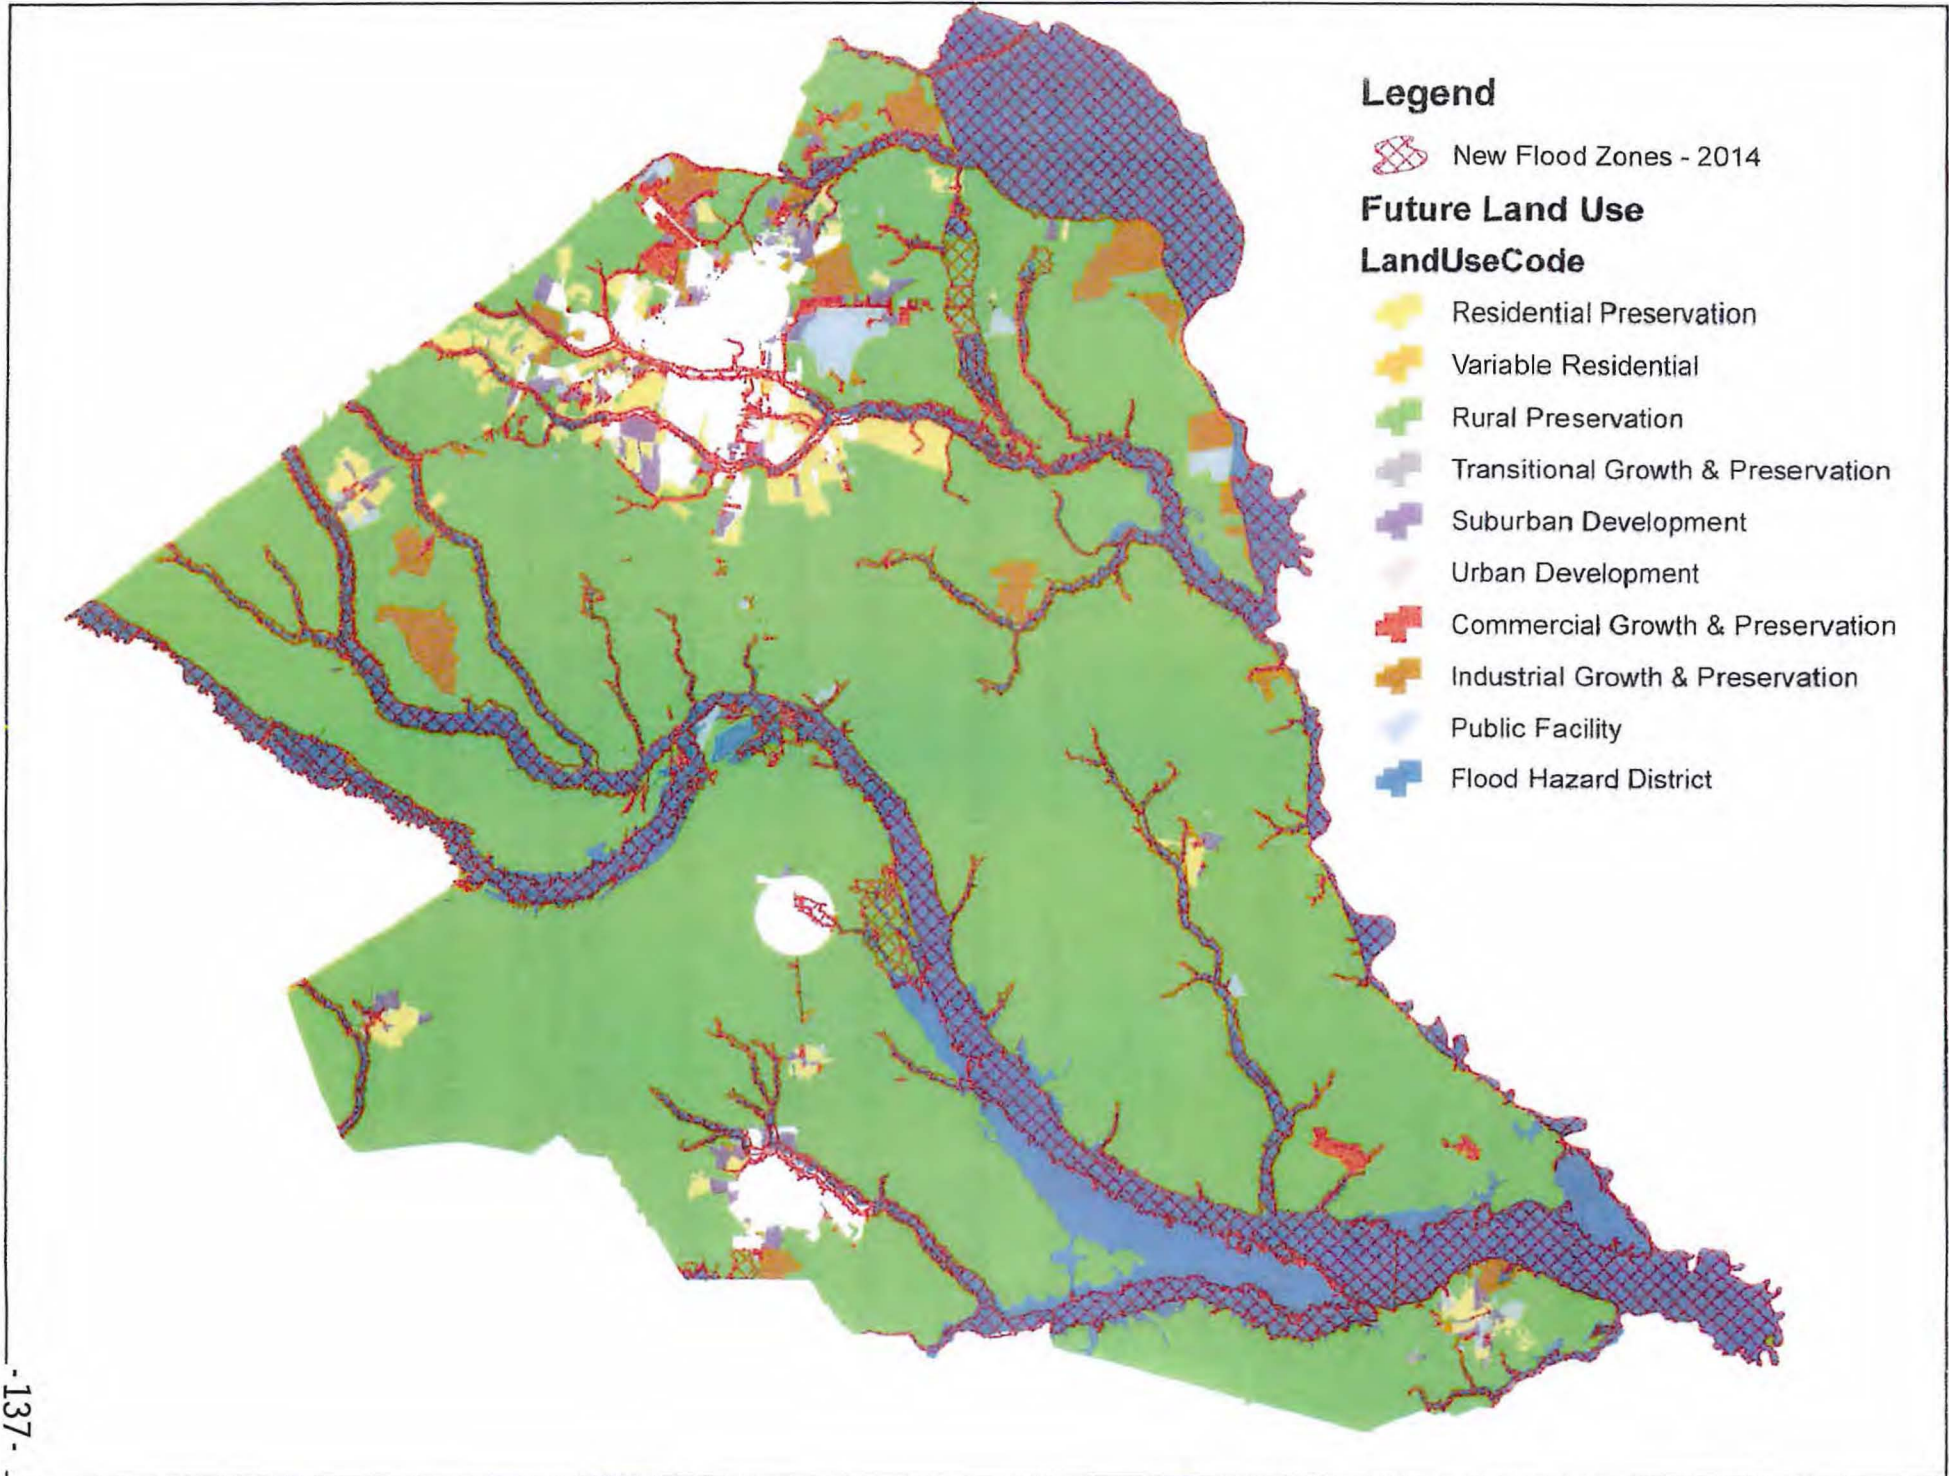 Legend
New Flood Zones - 2014
Future Land Use
LandUseCode
Residential Preservation
Variable Residential
Rural Preservation
Transitional Growth & Preservation
Suburban Development
Urban Development
Commercial Growth & Preservation
Industrial Growth & Preservation
Public Facility
Flood Hazard District
-137-